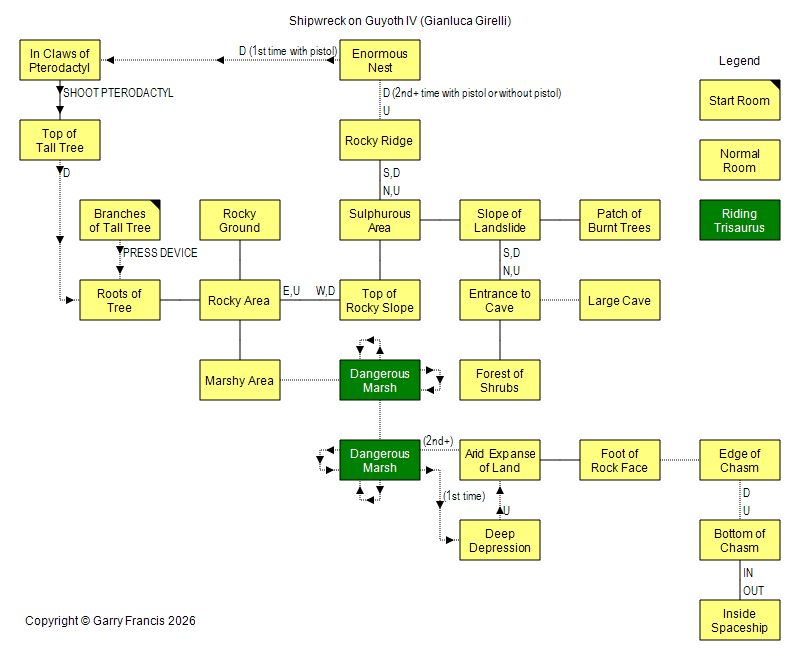 Shipwreck on Guyoth IV (Gianluca Girelli)
In Claws of
Pterodactyl
D (1st time with pistol)
Enormous
Nest
Legend
SHOOT PTERODACTYL
D (2nd+ time with pistol or without pistol)
U
Start Room
Top of
Tall Tree
Rocky Ridge
Normal
Room
D
S,D
N,U
Branches
of Tall Tree
Rocky
Ground
Sulphurous
Area
Slope of
Landslide
Patch of
Burnt Trees
Riding
Trisaurus
PRESS DEVICE
S,D
N,U
Roots of
Tree
Rocky Area
E,U
W,D
Top of
Rocky Slope
Entrance to
Cave
Large Cave
Marshy Area
Dangerous
Marsh
Forest of
Shrubs
Dangerous
Marsh
(2nd+)
Arid Expanse
of Land
Foot of
Rock Face
Edge of
Chasm
(1st time)
U
D
U
Deep
Depression
Bottom of
Chasm
IN
OUT
Inside
Spaceship
Copyright © Garry Francis 2026